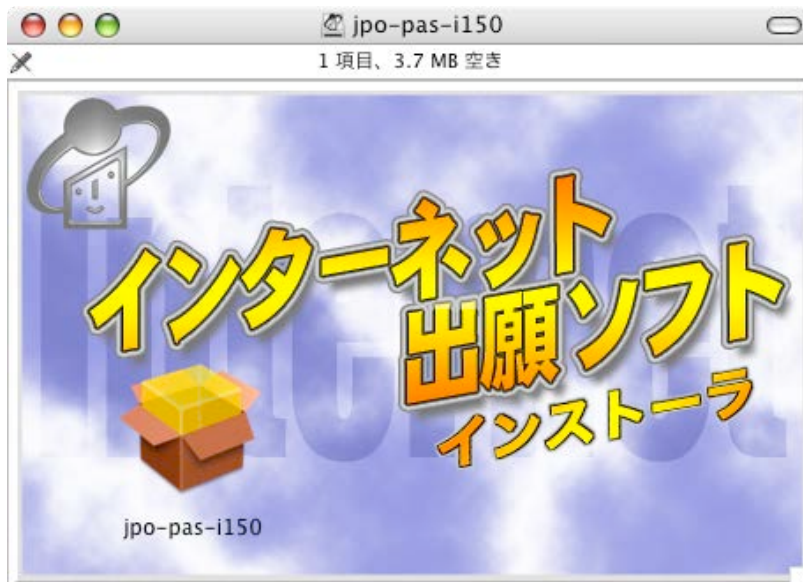 jpo-pas-i150
1 項目、3.7 MB 空き
Internet
インターネット
出願ソフト
インストーラ
jpo-pas-i150